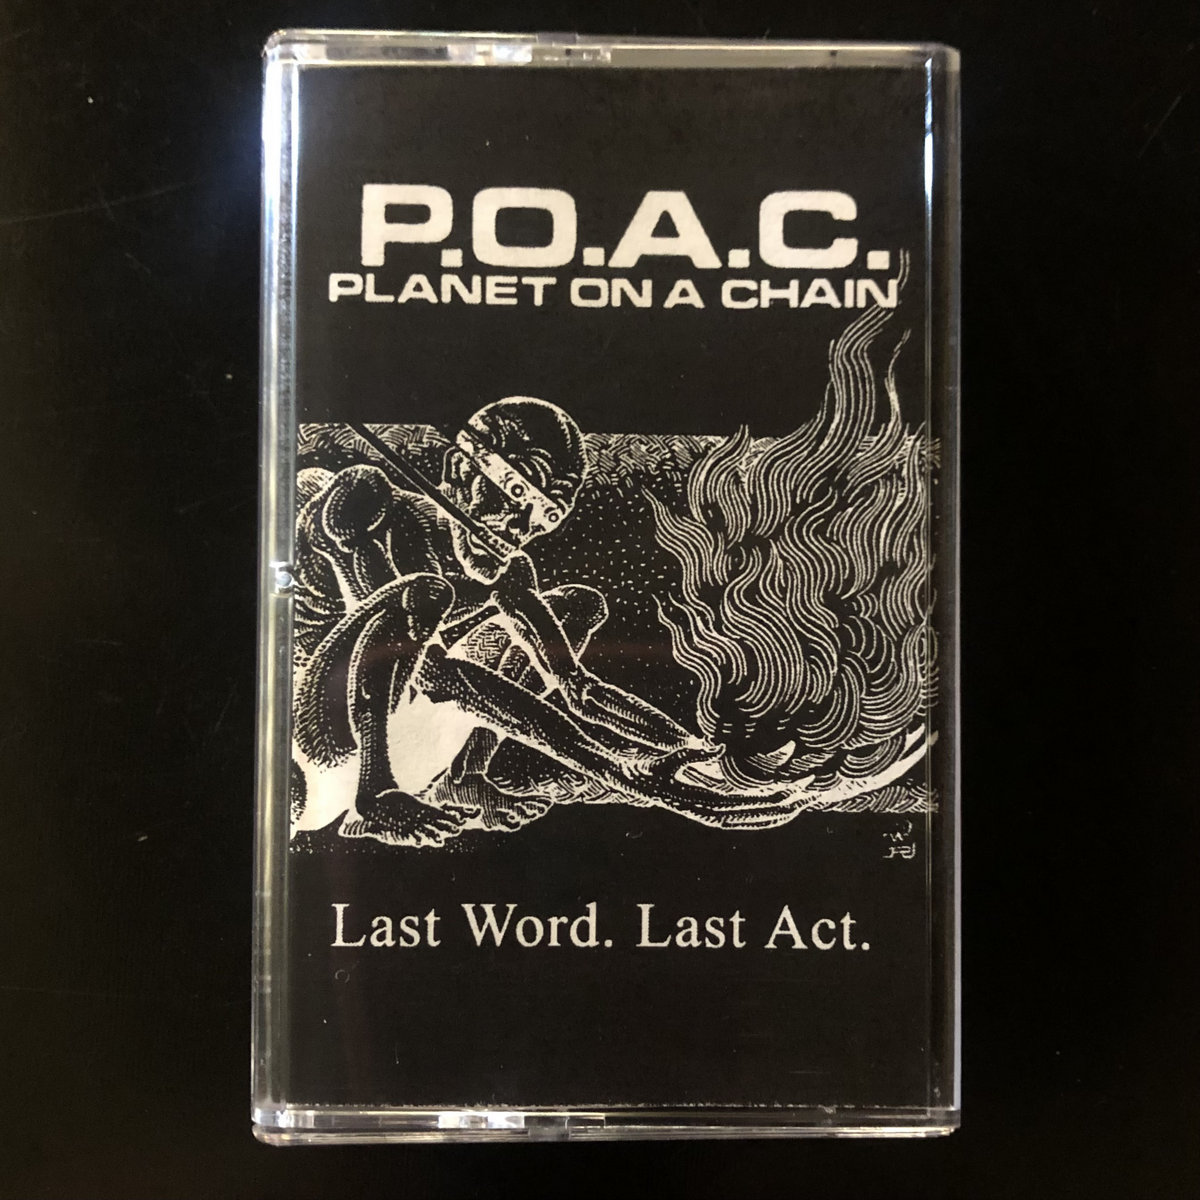 P.O.A.C.
PLANET ON A CHAIN
Last Word. Last Act.